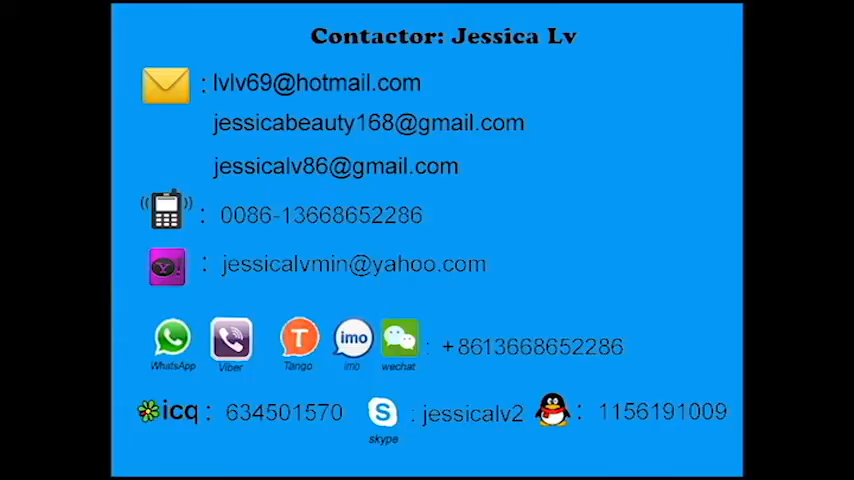 Contactor: Jessica Lv
: lvlv69@hotmail.com
jessicabeauty168@gmail.com
jessicalv86@gmail.com
: 0086-13668652286
Y! : jessicalvmin@yahoo.com
T imo : +8613668652286
WhatsApp Viber Tango imo wechat
icq : 634501570 S : jessicalv2 : 1156191009
skype